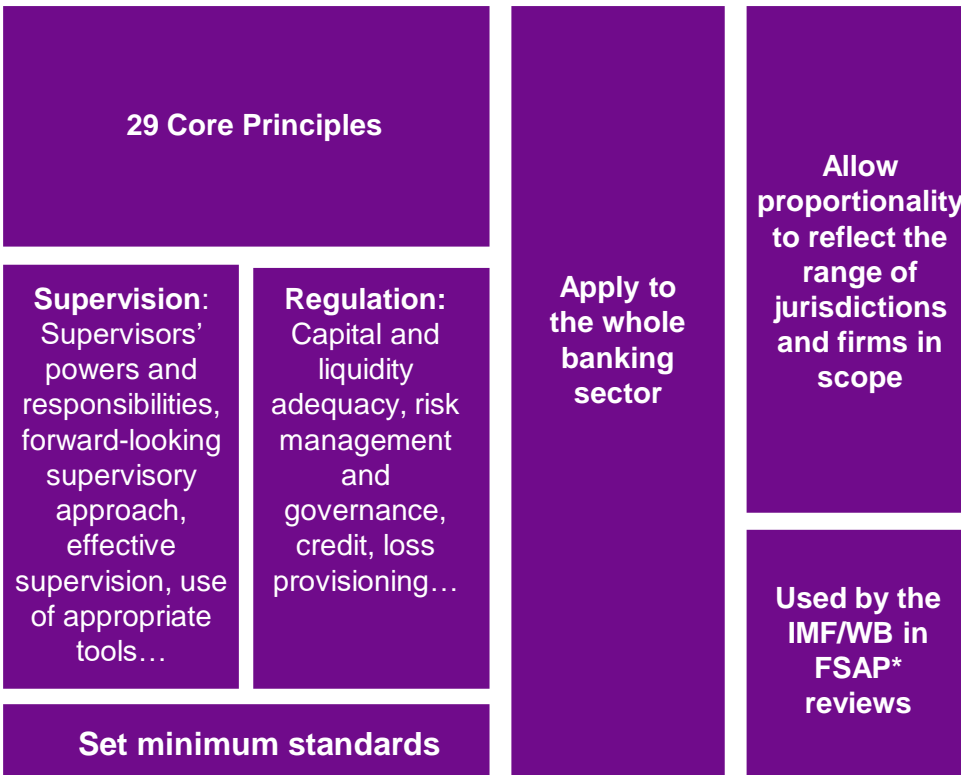 29 Core Principles
Supervision:
Supervisors’
powers and
responsibilities,
forward-looking
supervisory
approach,
effective
supervision, use
of appropriate
tools…
Regulation:
Capital and
liquidity
adequacy, risk
management
and
governance,
credit, loss
provisioning…
Set minimum standards
Apply to
the whole
banking
sector
Allow
proportionality
to reflect the
range of
jurisdictions
and firms in
scope
Used by the
IMF/WB in
FSAP*
reviews